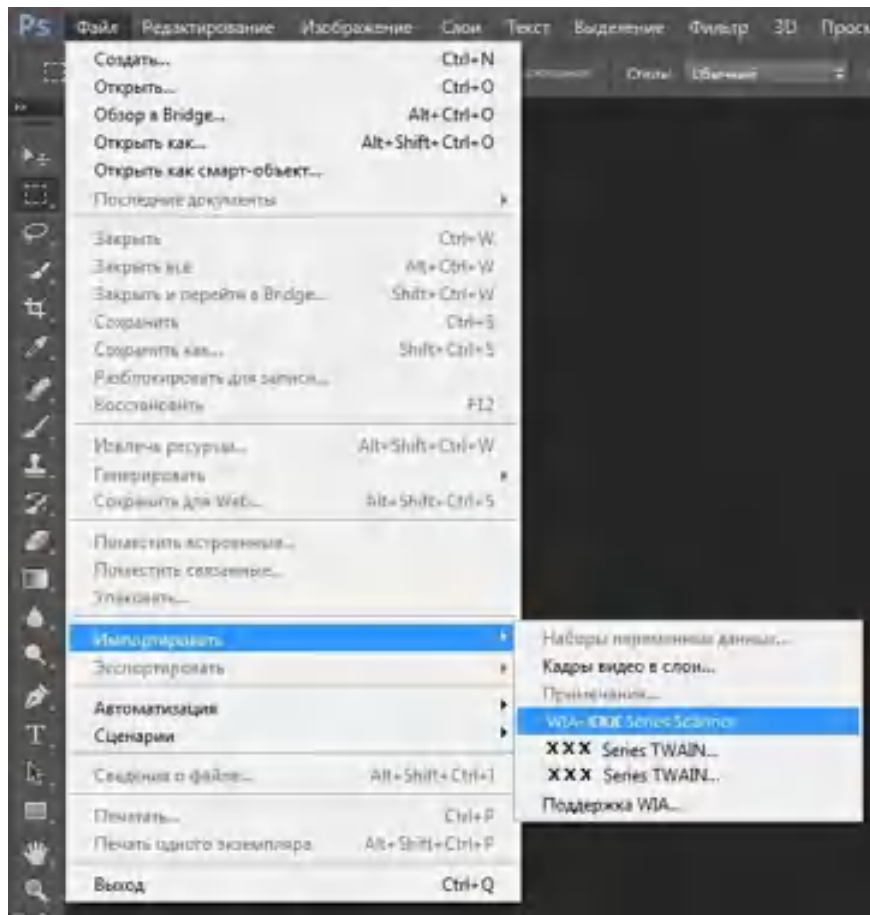 Ps Файл Редактирование Изображение Слои Текст Выделение Фильтр 3D
Стиль: Обычный
Создать... Ctrl+N
Открыть... Ctrl+O
Обзор в Bridge... Alt+Ctrl+O
Открыть как... Alt+Shift+Ctrl+O
Открыть как смарт-объект...
Последние документы
Закрыть Ctrl+W
Закрыть все Alt+Ctrl+W
Закрыть и перейти в Bridge... Shift+Ctrl+W
Сохранить Ctrl+S
Сохранить как... Shift+Ctrl+S
Разблокировать для записи...
Восстановить F12
Извлечь ресурсы... Alt+Shift+Ctrl+W
Генерировать
Сохранить для Web... Alt+Shift+Ctrl+S
Поместить встроенные...
Поместить связанные...
Упаковать...
Импортировать
Экспортировать
Автоматизация
Сценарии
Сведения о файле... Alt+Shift+Ctrl+I
Печатать... Ctrl+P
Печать одного экземпляра Alt+Shift+Ctrl+P
Выход Ctrl+Q
Наборы переменных данных...
Кадры видео в слои...
Примечания...
WIA-XXX Series Scanner
XXX Series TWAIN...
XXX Series TWAIN...
Поддержка WIA...